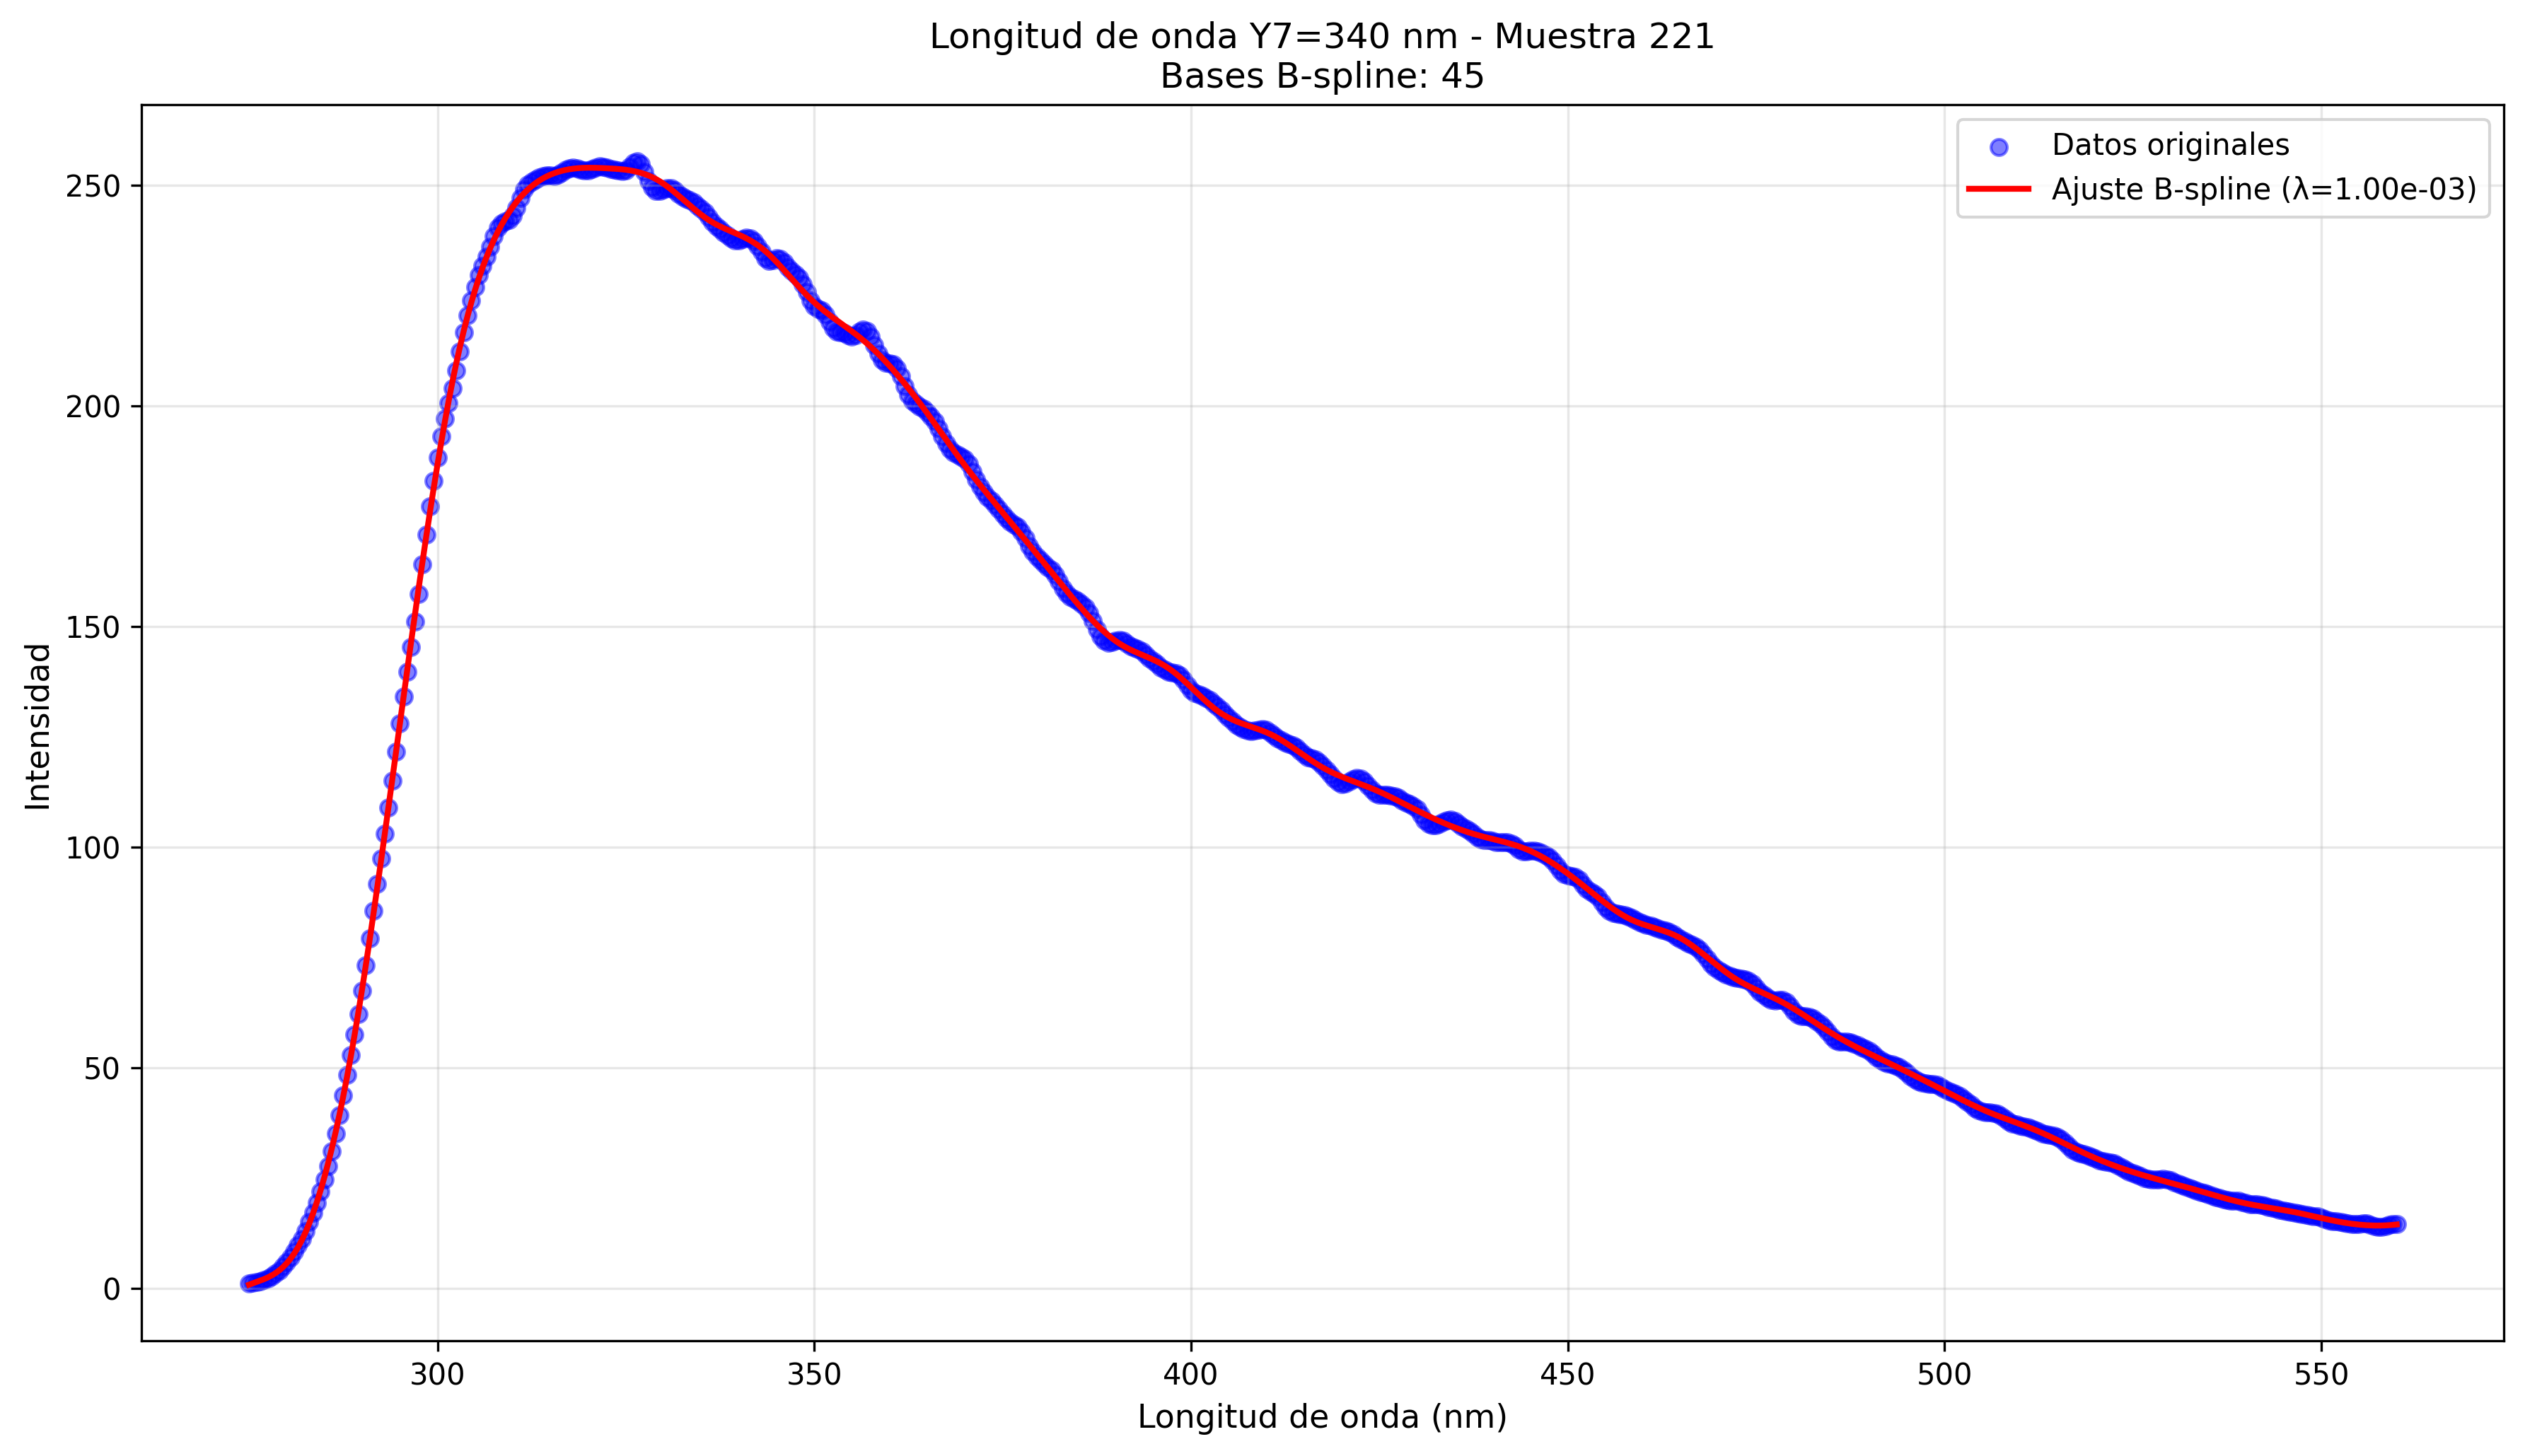 Longitud de onda Y7=340 nm - Muestra 221
Bases B-spline: 45
Datos originales
Ajuste B-spline (λ=1.00e-03)
Intensidad
250
200
150
100
50
0
300 350 400 450 500 550
Longitud de onda (nm)